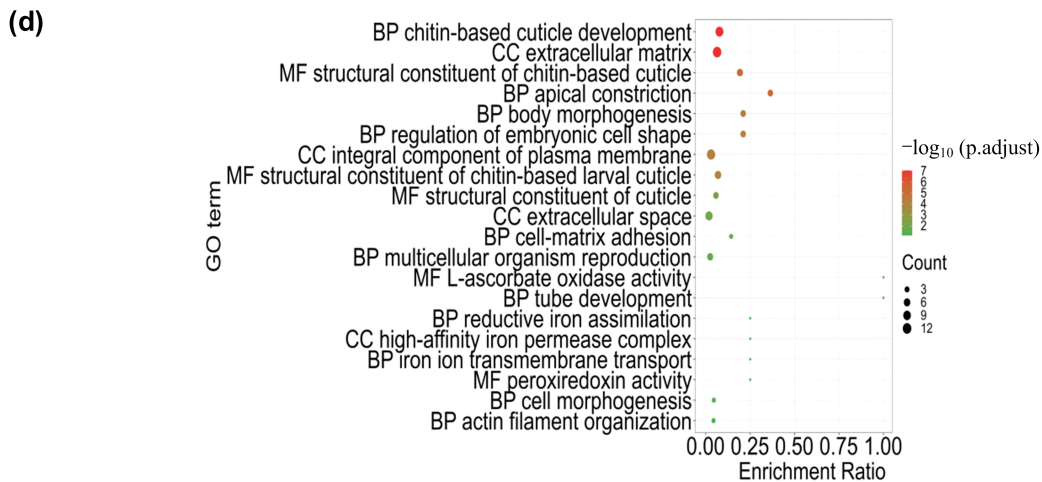 (d)
GO term
BP chitin-based cuticle development
CC extracellular matrix
MF structural constituent of chitin-based cuticle
BP apical constriction
BP body morphogenesis
BP regulation of embryonic cell shape
CC integral component of plasma membrane
MF structural constituent of chitin-based larval cuticle
MF structural constituent of cuticle
CC extracellular space
BP cell-matrix adhesion
BP multicellular organism reproduction
MF L-ascorbate oxidase activity
BP tube development
BP reductive iron assimilation
CC high-affinity iron permease complex
BP iron ion transmembrane transport
MF peroxiredoxin activity
BP cell morphogenesis
BP actin filament organization
0.00 0.25 0.50 0.75 1.00
Enrichment Ratio
−log10 (p.adjust)
7
6
5
4
3
2
Count
3
6
9
12